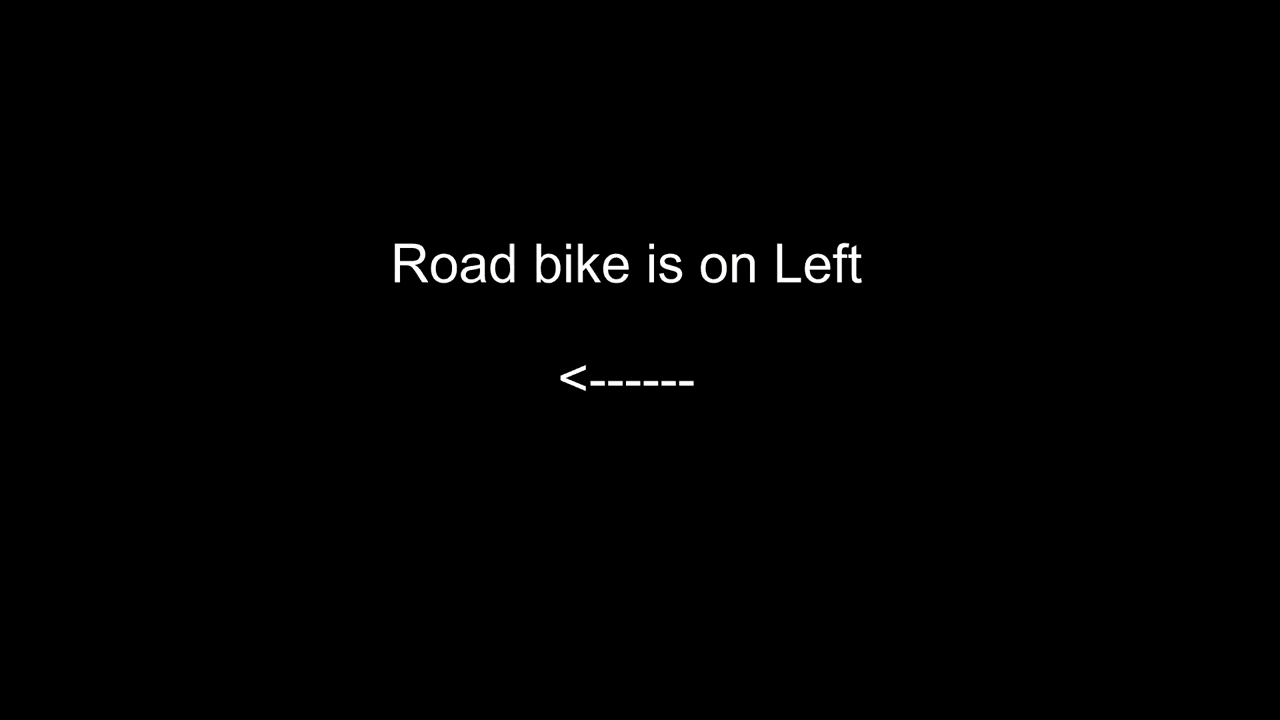 Road bike is on Left
<------